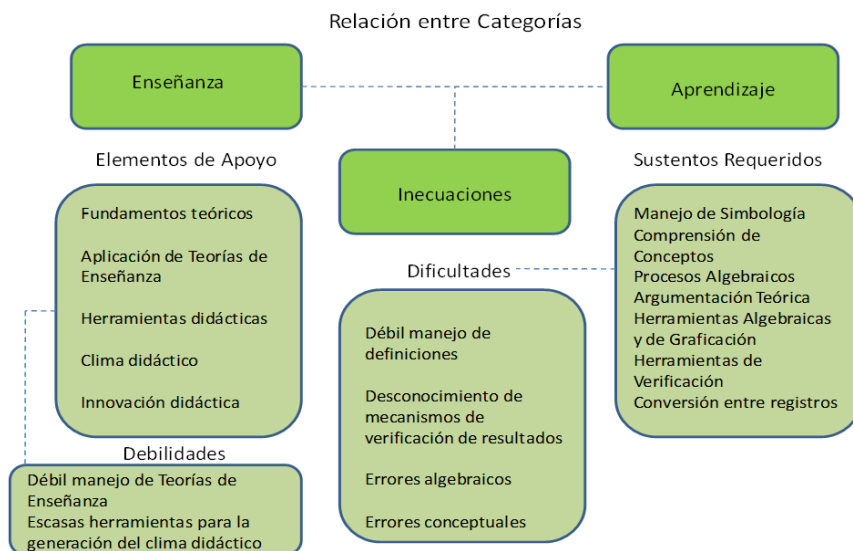 Relación entre Categorías
Enseñanza
Aprendizaje
Elementos de Apoyo
Inecuaciones
Sustentos Requeridos
Fundamentos teóricos
Aplicación de Teorías de
Enseñanza
Herramientas didácticas
Clima didáctico
Innovación didáctica
Dificultades
Débil manejo de
definiciones
Desconocimiento de
mecanismos de
verificación de resultados
Errores algebraicos
Errores conceptuales
Manejo de Simbología
Comprensión de
Conceptos
Procesos Algebraicos
Argumentación Teórica
Herramientas Algebraicas
y de Graficación
Herramientas de
Verificación
Conversión entre registros
Debilidades
Débil manejo de Teorías de
Enseñanza
Escasas herramientas para la
generación del clima didáctico